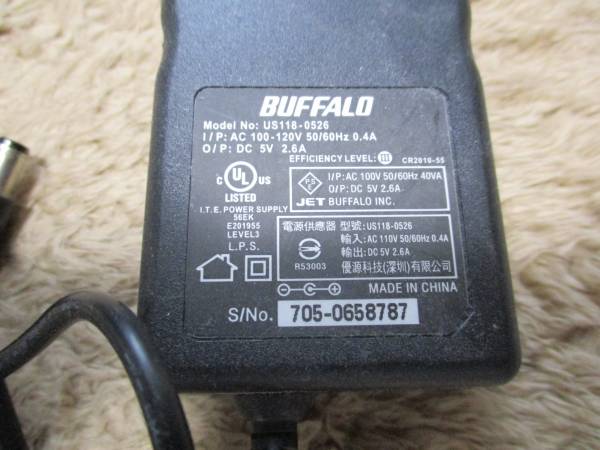 BUFFALO
Model No: US118-0526
I/P: AC 100-120V 50/60Hz 0.4A
O/P: DC 5V 2.6A
EFFICIENCY LEVEL: III CR2010-55
C UL US
LISTED
I.T.E. POWER SUPPLY
56EK
E201955
LEVEL3
L.P.S.
PSE
JET
I/P: AC 100V 50/60Hz 40VA
O/P: DC 5V 2.6A
BUFFALO INC.
電源供應器 型號: US118-0526
輸入: AC 110V 50/60Hz 0.4A
輸出: DC 5V 2.6A
優源科技(深圳)有限公司
R53003
MADE IN CHINA
S/No. 705-0658787